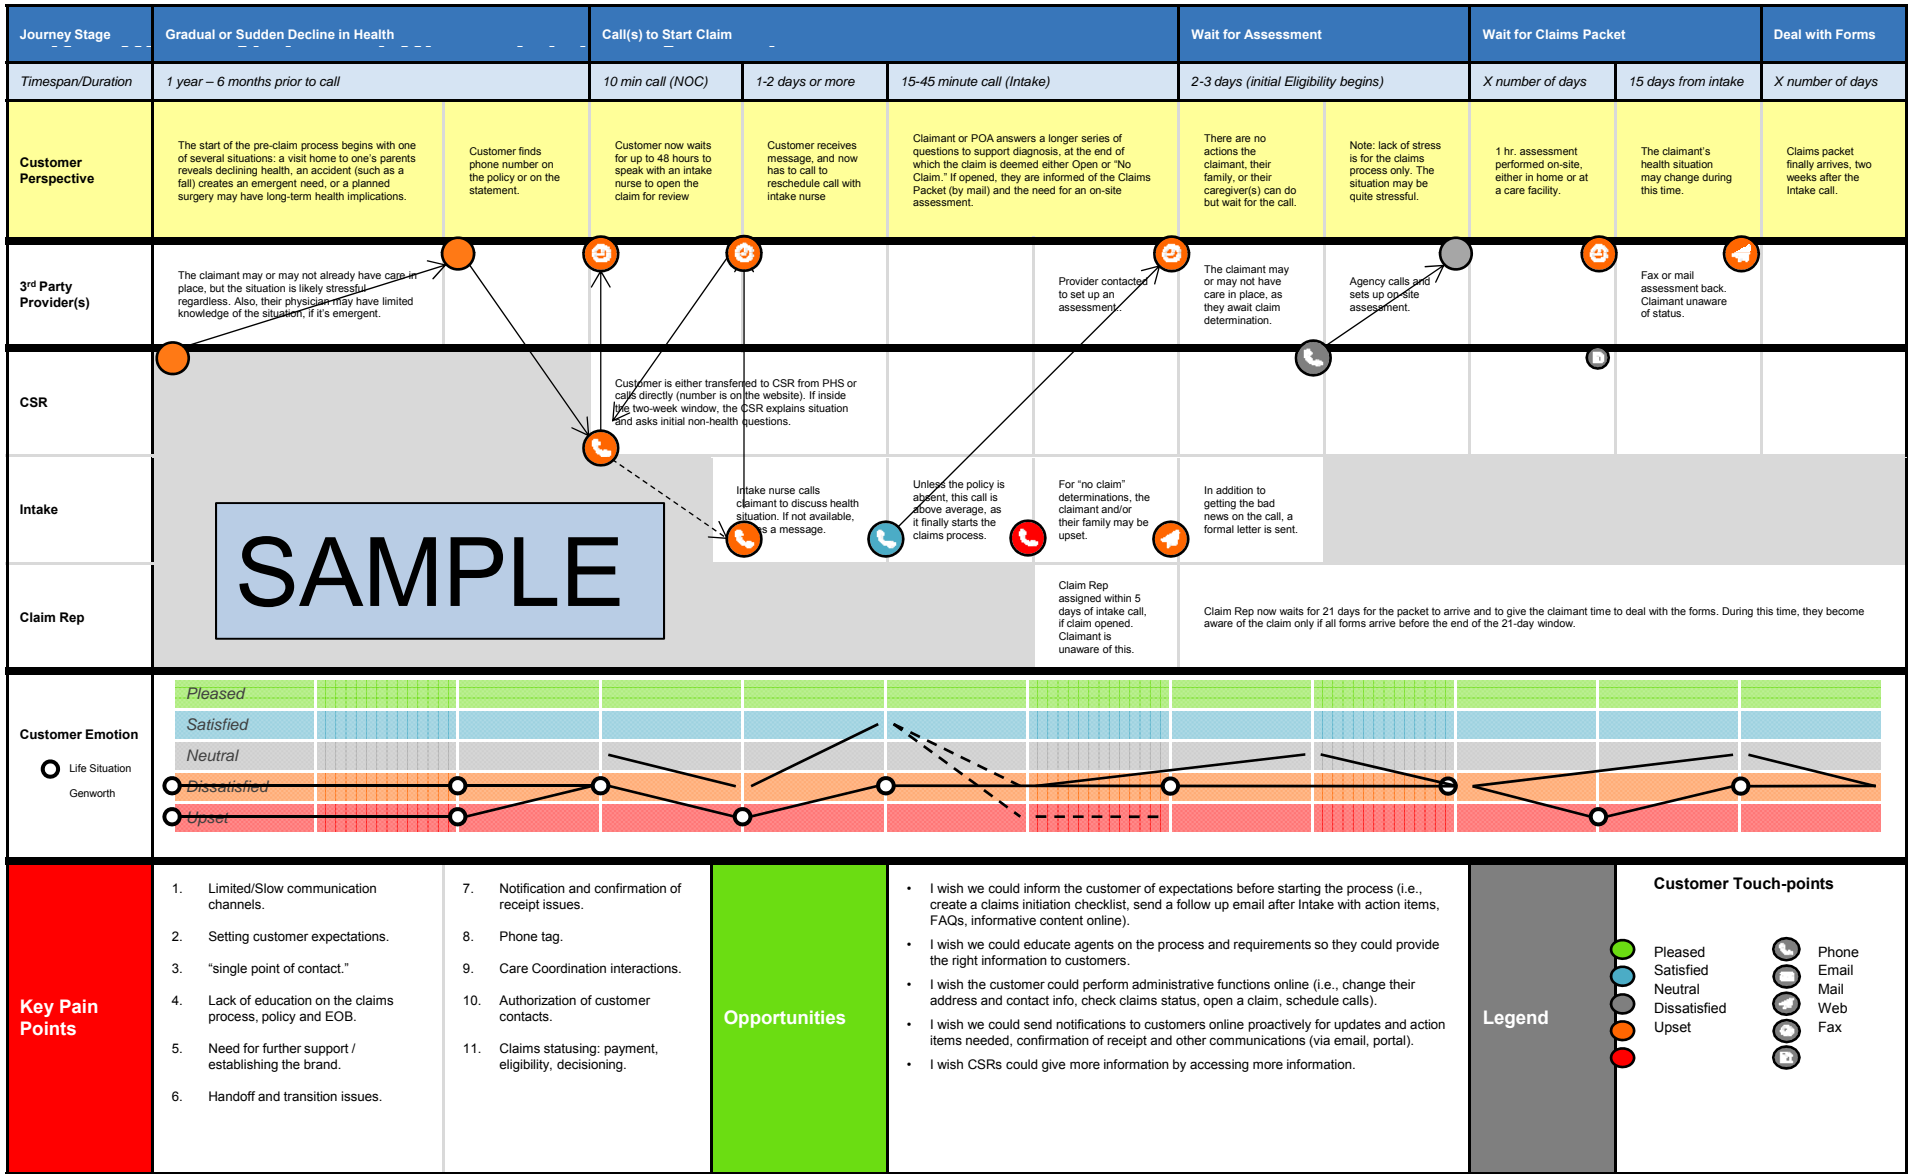 Journey Stage
Gradual or Sudden Decline in Health
Call(s) to Start Claim
Wait for Assessment
Wait for Claims Packet
Deal with Forms
Timespan/Duration
1 year – 6 months prior to call
10 min call (NOC)
1-2 days or more
15-45 minute call (Intake)
2-3 days (initial Eligibility begins)
X number of days
15 days from intake
X number of days
Customer
Perspective
The start of the pre-claim process begins with one
of several situations: a visit home to one's parents
reveals declining health, an accident (such as a
fall) creates an emergent need, or a planned
surgery may have long-term health implications.
Customer finds
phone number on
the policy or on the
statement.
Customer now waits
for up to 48 hours to
speak with an intake
nurse to open the
claim for review
Customer receives
message, and now
has to call to
reschedule call with
intake nurse
Claimant or POA answers a longer series of
questions to support diagnosis, at the end of
which the claim is deemed either Open or “No
Claim.” If opened, they are informed of the Claims
Packet (by mail) and the need for an on-site
assessment.
There are no
actions the
claimant, their
family, or their
caregiver(s) can do
but wait for the call.
Note: lack of stress
is for the claims
process only. The
situation may be
quite stressful.
1 hr. assessment
performed on-site,
either in home or at
a care facility.
The claimant's
health situation
may change during
this time.
Claims packet
finally arrives, two
weeks after the
Intake call.
3rd Party
Provider(s)
The claimant may or may not already have care in
place, but the situation is likely stressful
regardless. Also, their physician may have limited
knowledge of the situation, if it's emergent.
Provider contacted
to set up an
assessment.
The claimant may
or may not have
care in place, as
they await claim
determination.
Agency calls and
sets up on-site
assessment.
Fax or mail
assessment back.
Claimant unaware
of status.
CSR
Customer is either transferred to CSR from PHS or
calls directly (number is on the website). If inside
the two-week window, the CSR explains situation
and asks initial non-health questions.
Intake
Intake nurse calls
claimant to discuss health
situation. If not available,
a message.
Unless the policy is
absent, this call is
above average, as
it finally starts the
claims process.
For “no claim”
determinations, the
claimant and/or
their family may be
upset.
In addition to
getting the bad
news on the call, a
formal letter is sent.
SAMPLE
Claim Rep
Claim Rep
assigned within 5
days of intake call,
if claim opened.
Claimant is
unaware of this.
Claim Rep now waits for 21 days for the packet to arrive and to give the claimant time to deal with the forms. During this time, they become
aware of the claim only if all forms arrive before the end of the 21-day window.
Customer Emotion
Life Situation
Genworth
Pleased
Satisfied
Neutral
Dissatisfied
Upset
Key Pain
Points
1. Limited/Slow communication
channels.
2. Setting customer expectations.
3. “single point of contact.”
4. Lack of education on the claims
process, policy and EOB.
5. Need for further support /
establishing the brand.
6. Handoff and transition issues.
7. Notification and confirmation of
receipt issues.
8. Phone tag.
9. Care Coordination interactions.
10. Authorization of customer
contacts.
11. Claims statusing: payment,
eligibility, decisioning.
Opportunities
• I wish we could inform the customer of expectations before starting the process (i.e.,
create a claims initiation checklist, send a follow up email after Intake with action items,
FAQs, informative content online).
• I wish we could educate agents on the process and requirements so they could provide
the right information to customers.
• I wish the customer could perform administrative functions online (i.e., change their
address and contact info, check claims status, open a claim, schedule calls).
• I wish we could send notifications to customers online proactively for updates and action
items needed, confirmation of receipt and other communications (via email, portal).
• I wish CSRs could give more information by accessing more information.
Legend
Customer Touch-points
Pleased
Satisfied
Neutral
Dissatisfied
Upset
Phone
Email
Mail
Web
Fax